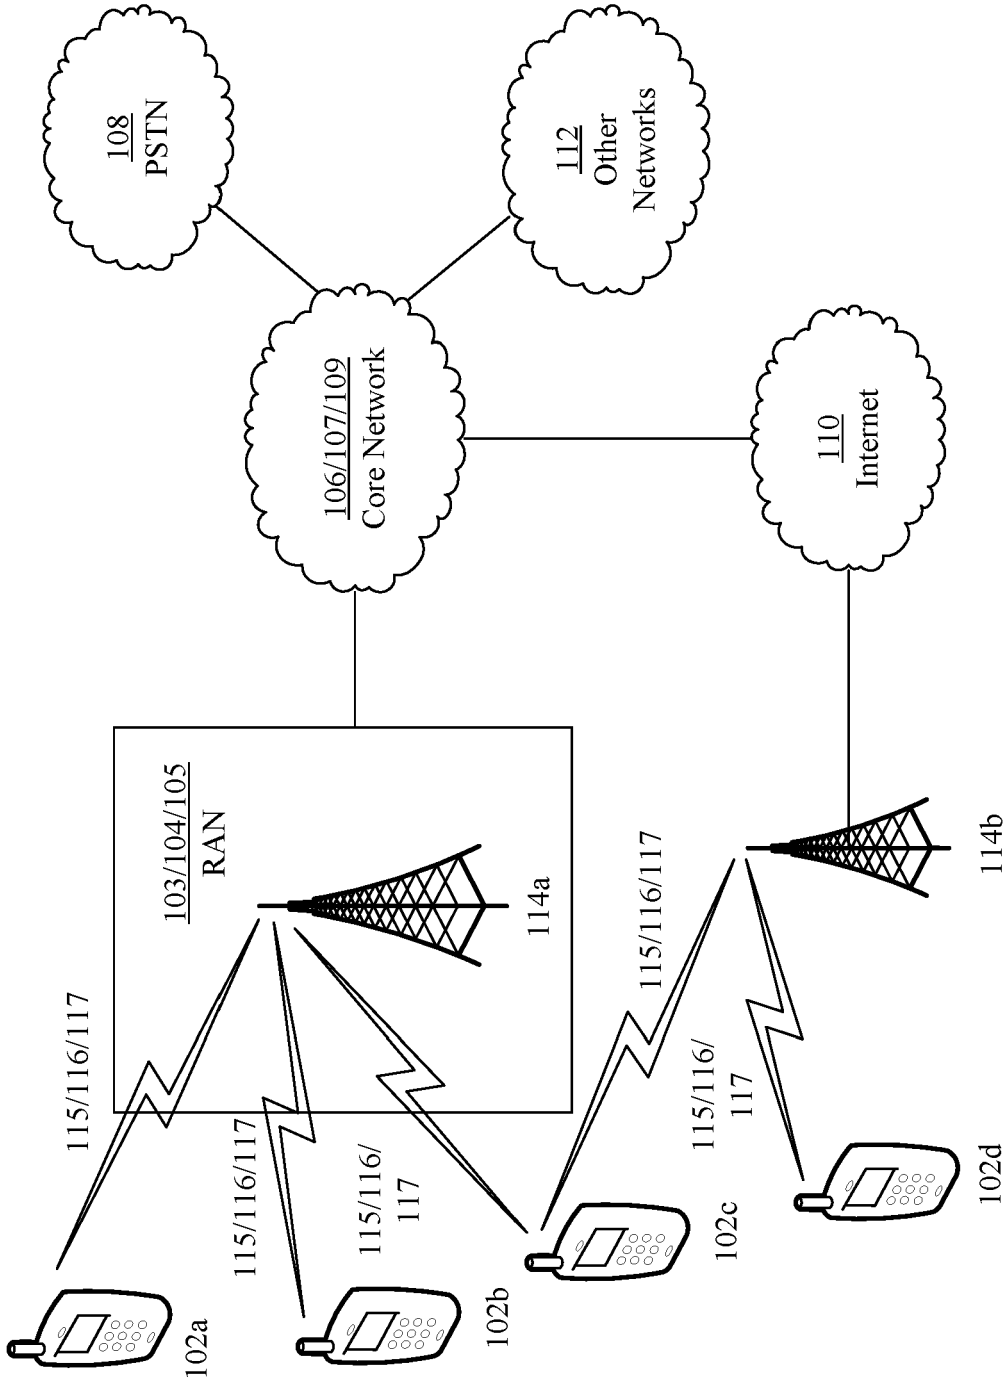 108
PSTN
112
Other
Networks
106/107/109
Core Network
110
Internet
103/104/105
RAN
114a
114b
115/116/117
115/116/117
115/116/
117
115/116/117
115/116/
117
102a
102b
102c
102d